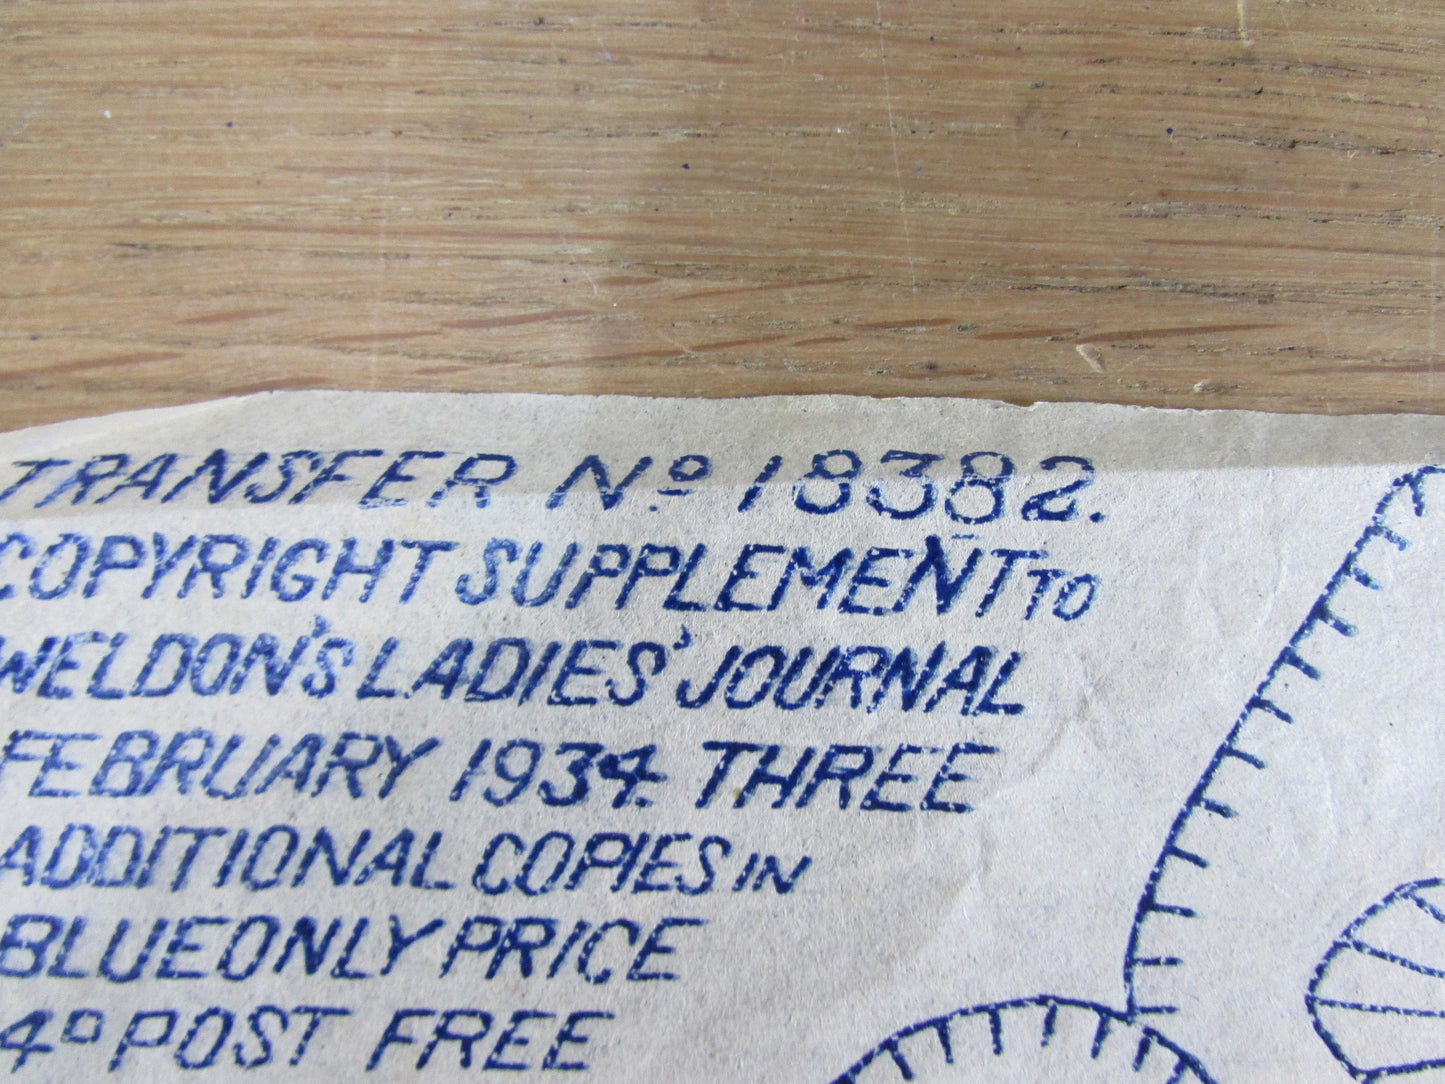 TRANSFER No. 18382.
COPYRIGHT SUPPLEMENT TO
WELDON'S LADIES' JOURNAL
FEBRUARY 1934. THREE
ADDITIONAL COPIES IN
BLUE ONLY PRICE
4D POST FREE